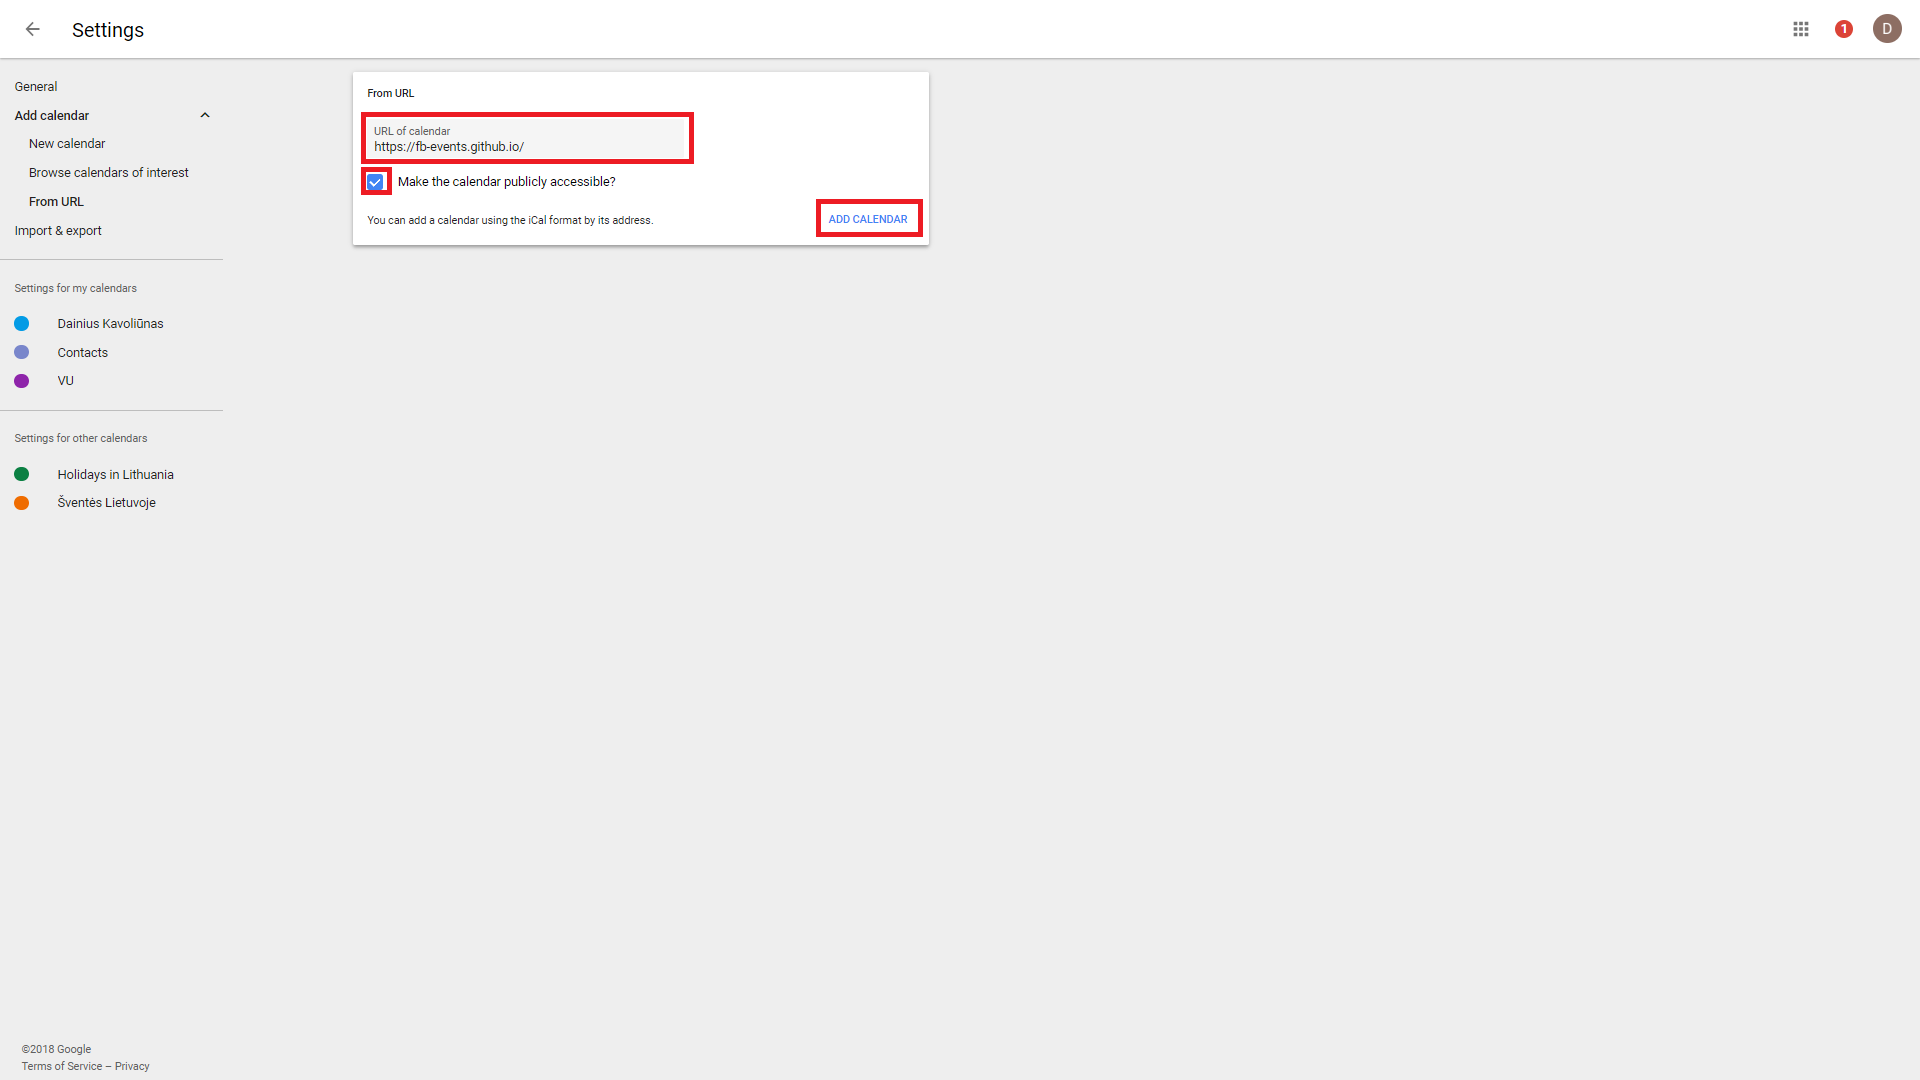 Settings
1
D
General
Add calendar
New calendar
Browse calendars of interest
From URL
Import & export
Settings for my calendars
Dainius Kavoliūnas
Contacts
VU
Settings for other calendars
Holidays in Lithuania
Šventės Lietuvoje
From URL
URL of calendar
https://fb-events.github.io/
Make the calendar publicly accessible?
You can add a calendar using the iCal format by its address.
ADD CALENDAR
©2018 Google
Terms of Service – Privacy